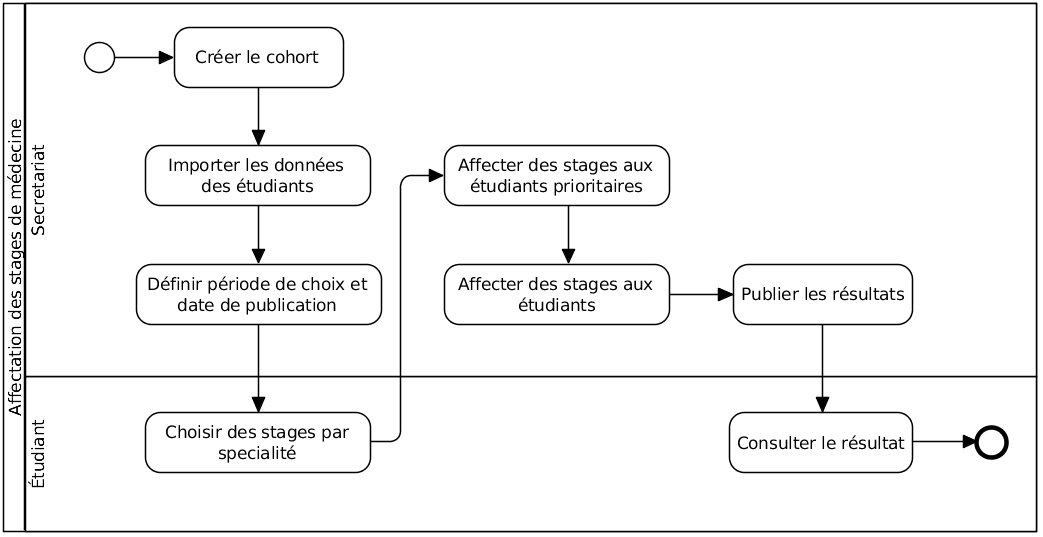 Affectation des stages de médecine
Secretariat
Créer le cohort
Importer les données
des étudiants
Définir période de choix et
date de publication
Affecter des stages aux
étudiants prioritaires
Affecter des stages aux
étudiants
Publier les résultats
Étudiant
Choisir des stages par
specialité
Consulter le résultat